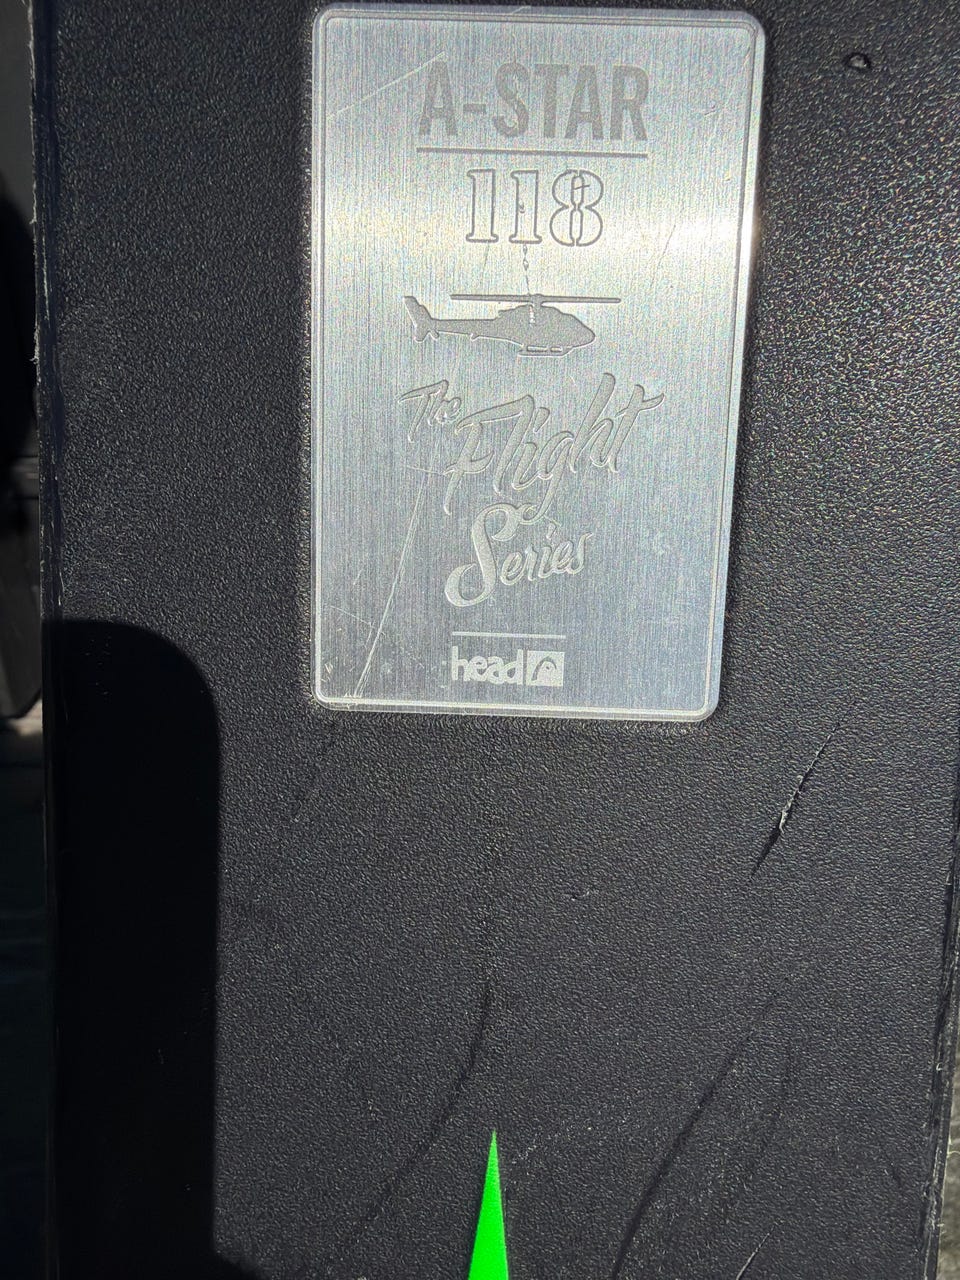 A-STAR
118
The
Flight
Series
head